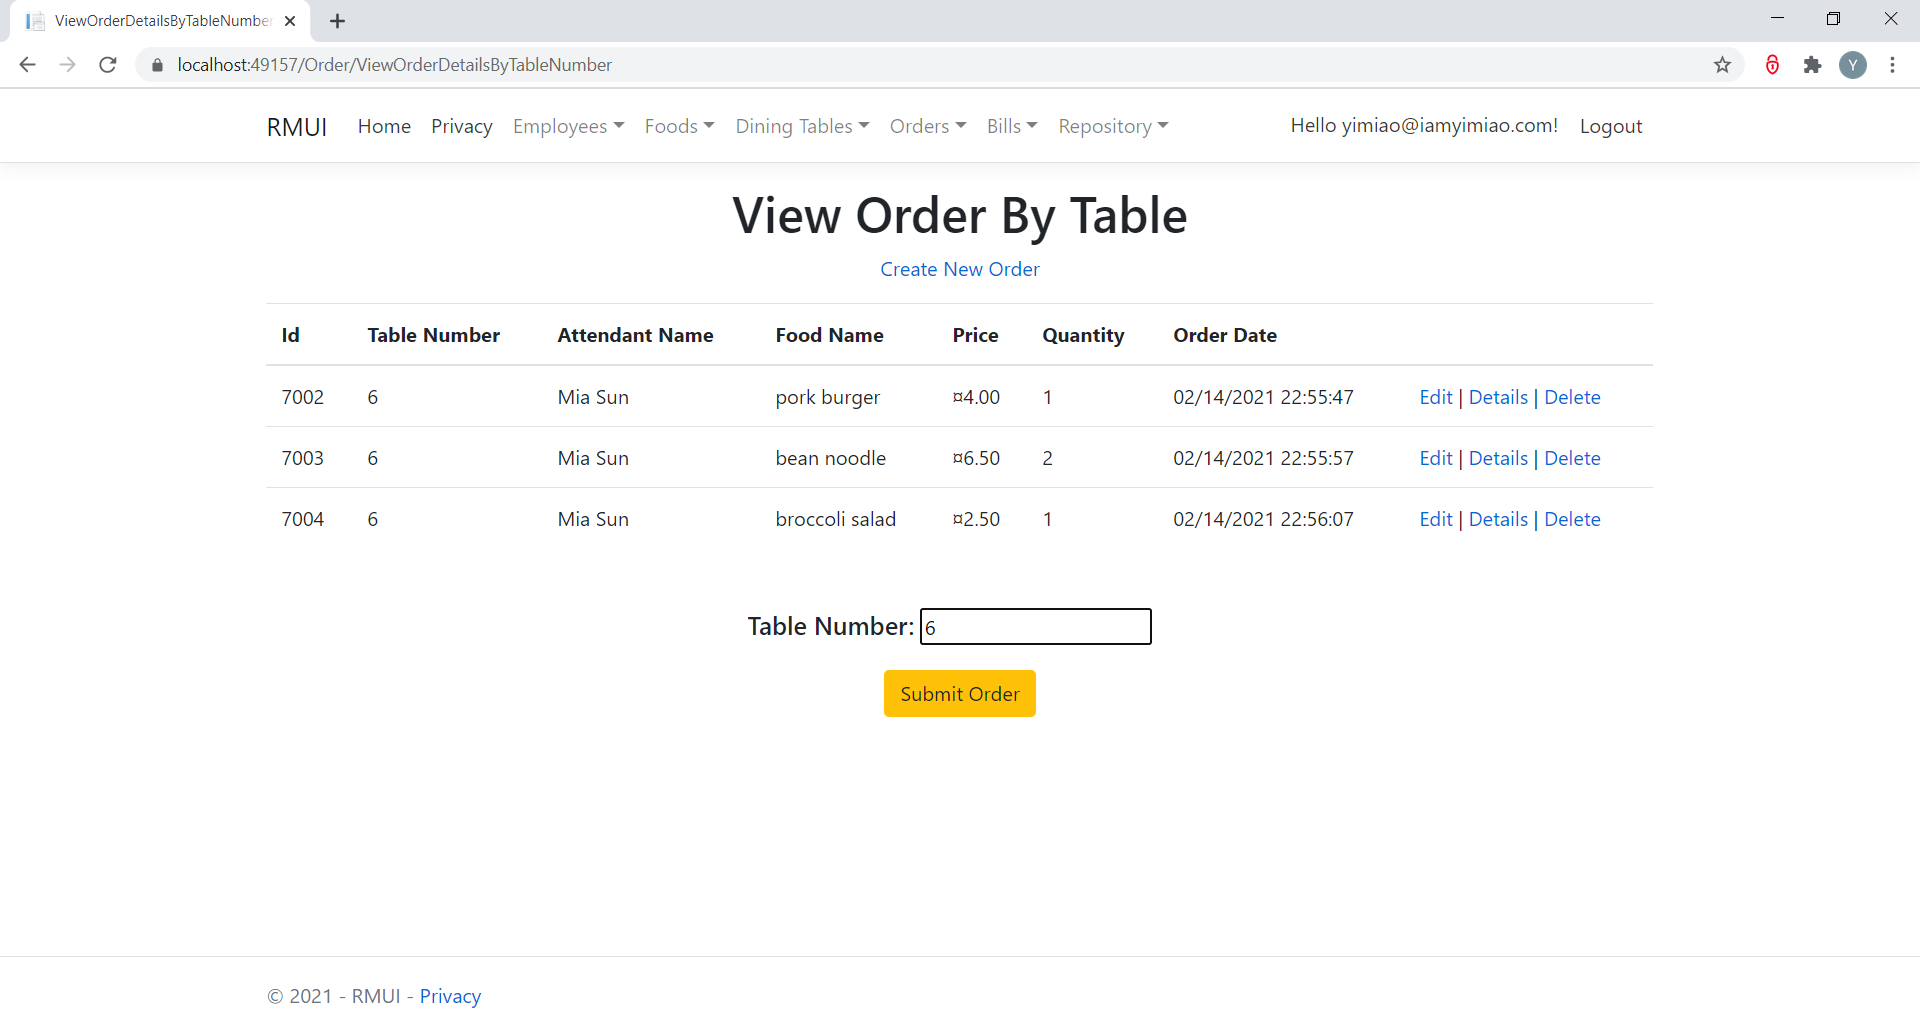 ViewOrderDetailsByTableNumber
localhost:49157/Order/ViewOrderDetailsByTableNumber
Y
RMUI Home Privacy Employees Foods Dining Tables Orders Bills Repository Hello yimiao@iamyimiao.com! Logout
View Order By Table
Create New Order
Id Table Number Attendant Name Food Name Price Quantity Order Date
7002 6 Mia Sun pork burger ¤4.00 1 02/14/2021 22:55:47 Edit | Details | Delete
7003 6 Mia Sun bean noodle ¤6.50 2 02/14/2021 22:55:57 Edit | Details | Delete
7004 6 Mia Sun broccoli salad ¤2.50 1 02/14/2021 22:56:07 Edit | Details | Delete
Table Number: 6
Submit Order
© 2021 - RMUI - Privacy